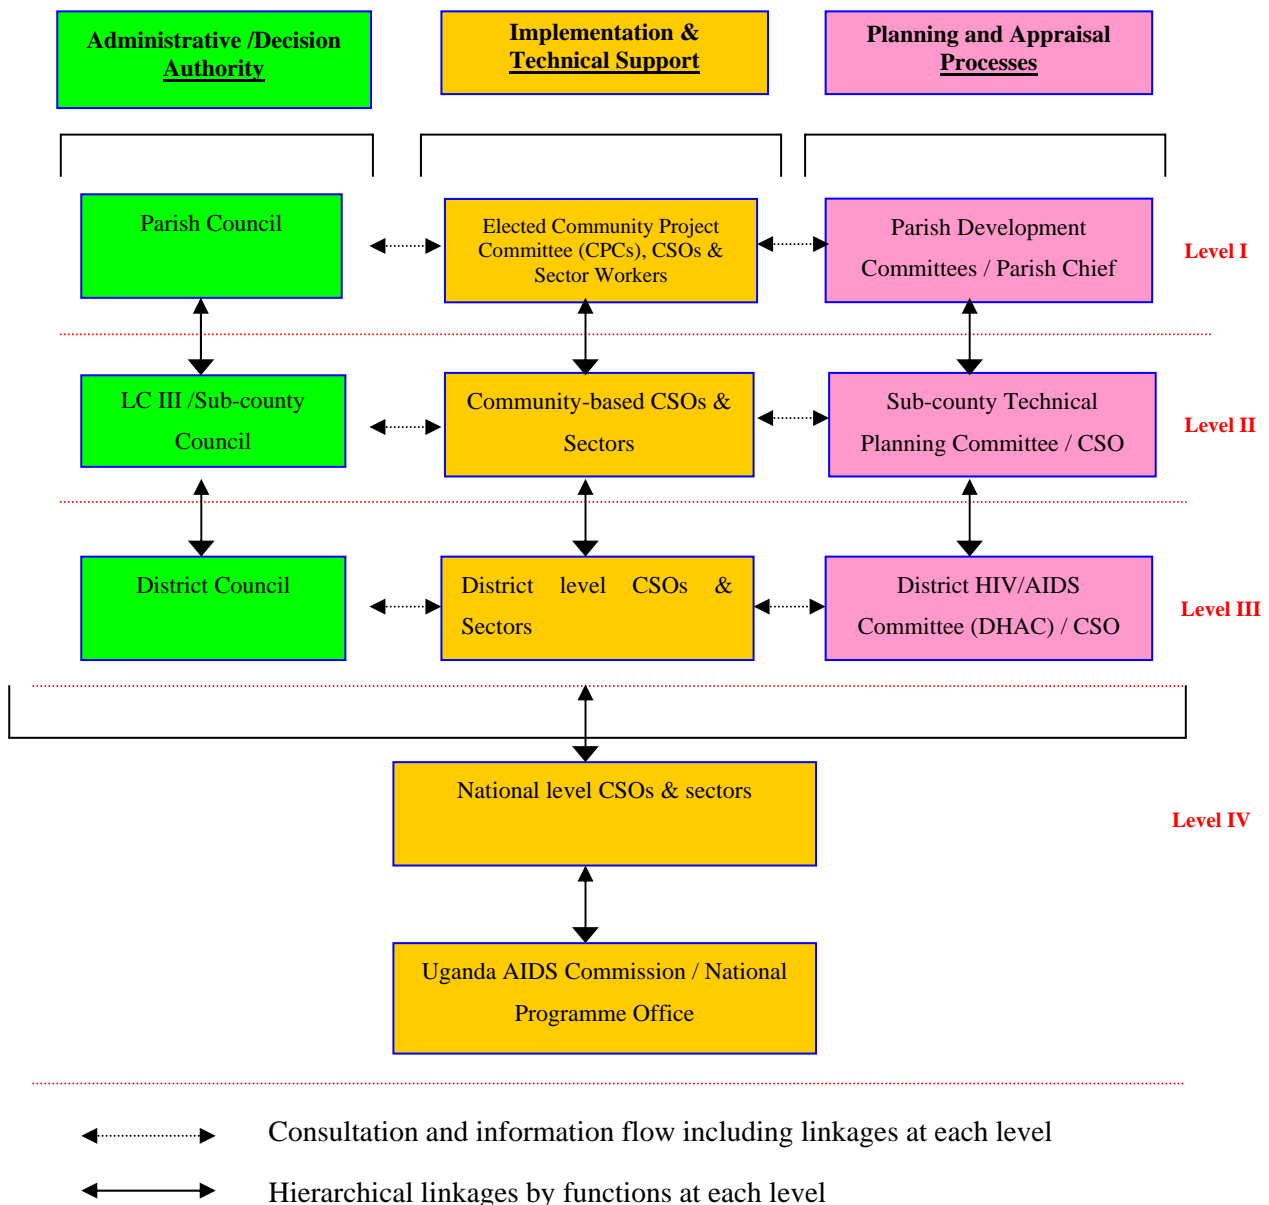 Administrative /Decision
Authority
Implementation &
Technical Support
Planning and Appraisal
Processes
Parish Council
Elected Community Project
Committee (CPCs), CSOs &
Sector Workers
Parish Development
Committees / Parish Chief
Level I
LC III /Sub-county
Council
Community-based CSOs &
Sectors
Sub-county Technical
Planning Committee / CSO
Level II
District Council
District level CSOs &
Sectors
District HIV/AIDS
Committee (DHAC) / CSO
Level III
National level CSOs & sectors
Level IV
Uganda AIDS Commission / National
Programme Office
Consultation and information flow including linkages at each level
Hierarchical linkages by functions at each level